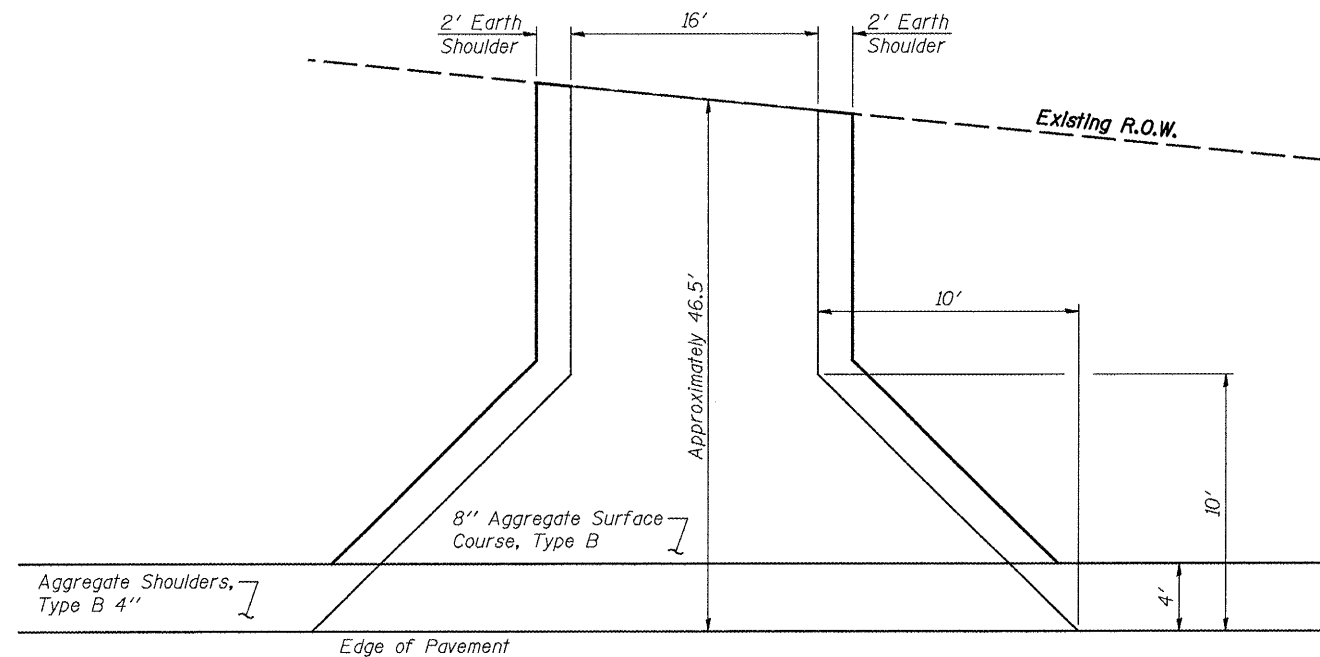 2' Earth
Shoulder
16'
2' Earth
Shoulder
Existing R.O.W.
10'
Approximately 46.5'
10'
8" Aggregate Surface
Course, Type B
Aggregate Shoulders,
Type B 4"
4'
Edge of Pavement